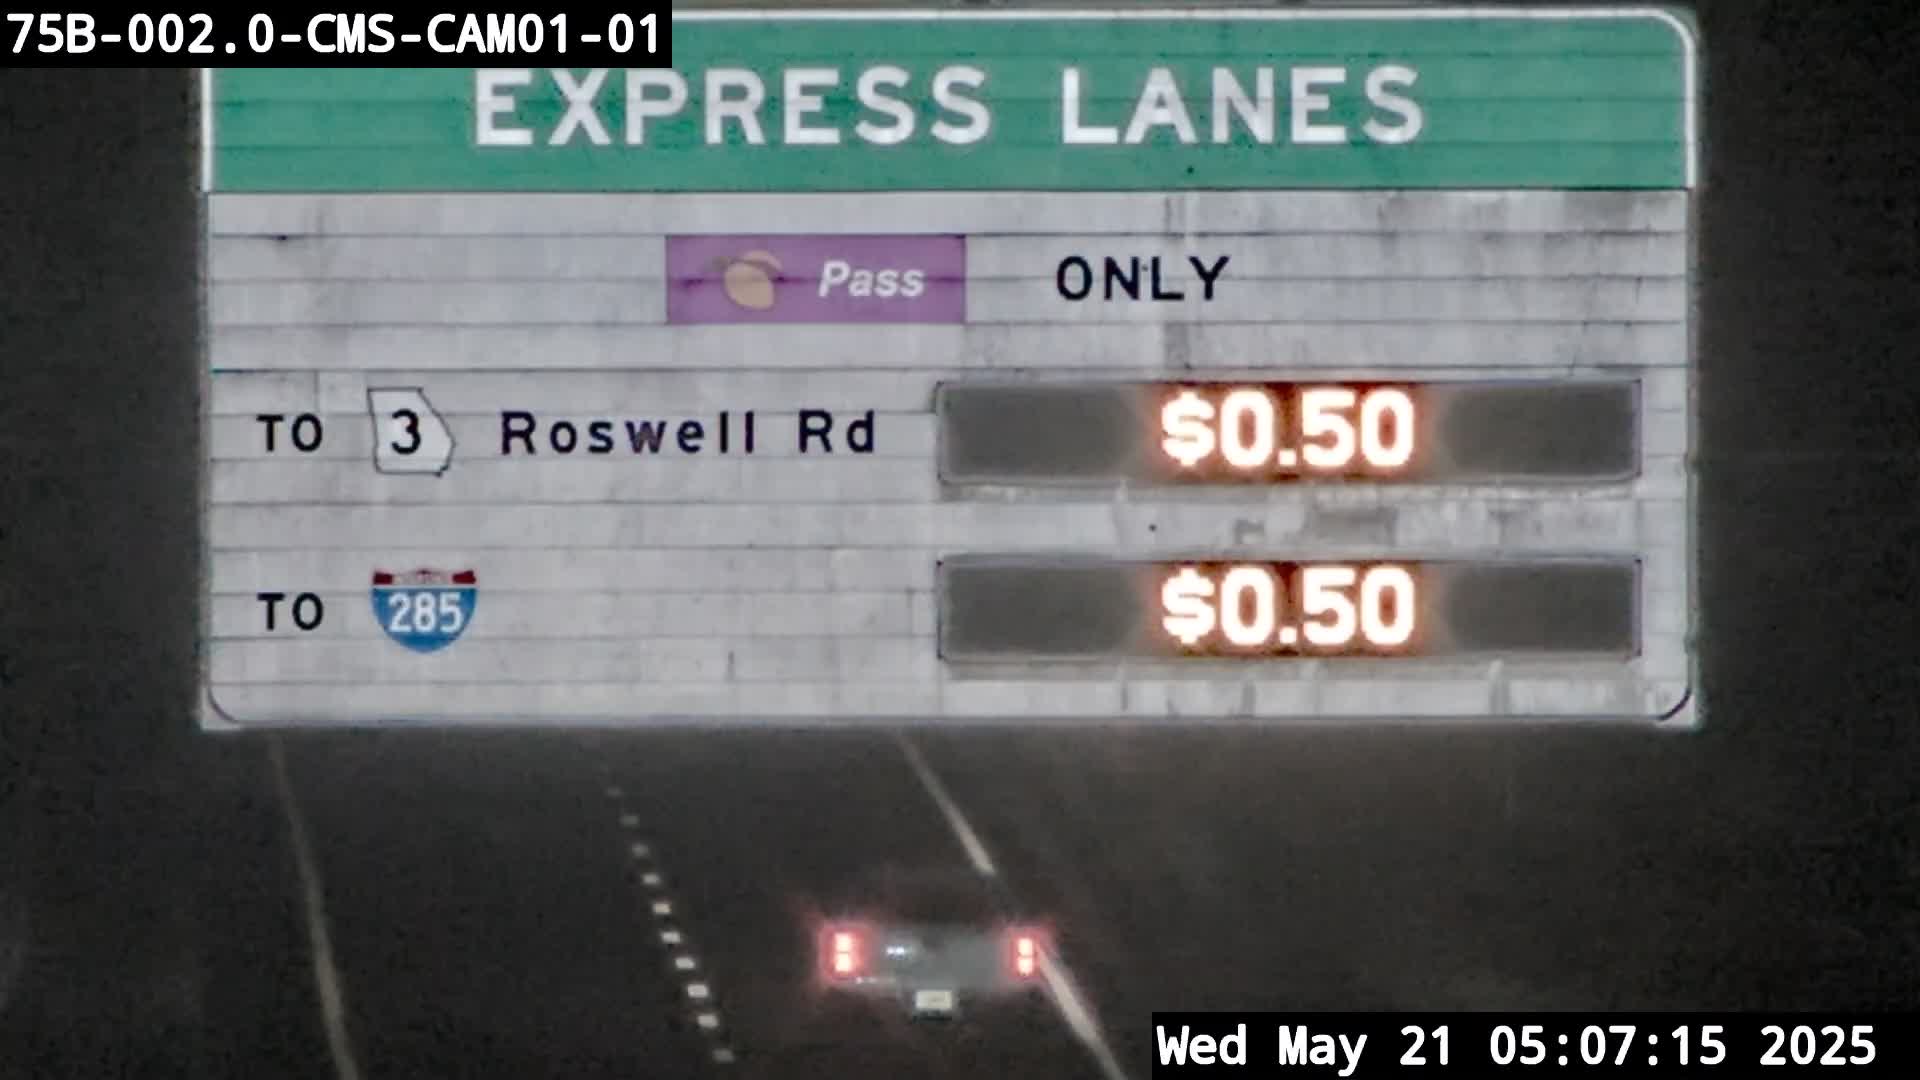 75B-002.0-CMS-CAM01-01
EXPRESS LANES
Pass ONLY
TO 3 Roswell Rd $0.50
TO 285 $0.50
Wed May 21 05:07:15 2025